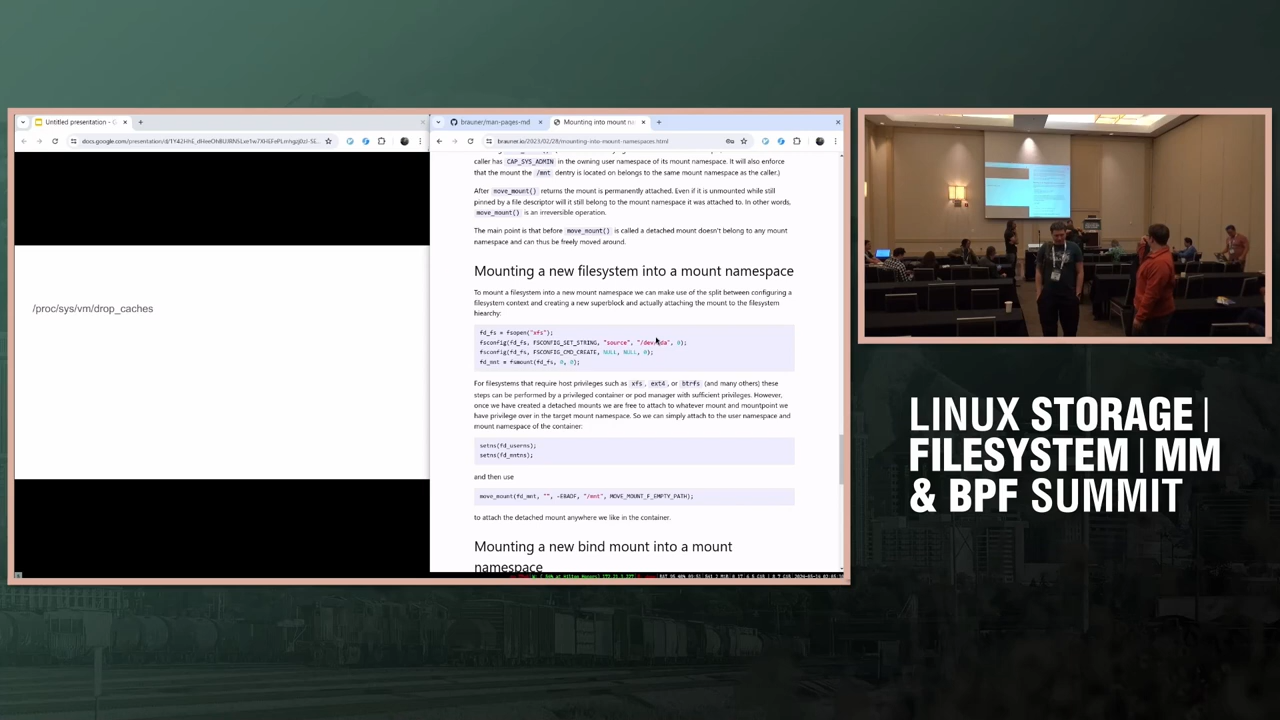 Untitled presentation - G
docs.google.com/presentation/d/1Y42HY_
/proc/sys/vm/drop_caches
brauner/man-pages-md
Mounting into mount na
brauner.io/2023/02/28/mounting-into-mount-namespaces.html
caller has CAP_SYS_ADMIN in the owning user namespace of its mount namespace. It will also enforce
that the mount the /mnt dentry is located on belongs to the same mount namespace as the caller.)
After move_mount() returns the mount is permanently attached. Even if it is unmounted while still
pinned by a file descriptor will it still belong to the mount namespace it was attached to. In other words,
move_mount() is an irreversible operation.
The main point is that before move_mount() is called a detached mount doesn't belong to any mount
namespace and can thus be freely moved around.
Mounting a new filesystem into a mount namespace
To mount a filesystem into a new mount namespace we can make use of the split between configuring a
filesystem context and creating a new superblock and actually attaching the mount to the filesystem
hiearchy:
fd_fs = fsopen("xfs");
fsconfig(fd_fs, FSCONFIG_SET_STRING, "source", "/dev/sda", 0);
fsconfig(fd_fs, FSCONFIG_CMD_CREATE, NULL, NULL, 0);
fd_mnt = fsmount(fd_fs, 0, 0);
For filesystems that require host privileges such as xfs, ext4, or btrfs (and many others) these
steps can be performed by a privileged container or pod manager with sufficient privileges. However,
once we have created a detached mounts we are free to attach to whatever mount and mountpoint we
have privilege over in the target mount namespace. So we can simply attach to the user namespace and
mount namespace of the container:
setns(fd_userns);
setns(fd_mntns);
and then use
move_mount(fd_mnt, "", -EBADF, "/mnt", MOVE_MOUNT_F_EMPTY_PATH);
to attach the detached mount anywhere we like in the container.
Mounting a new bind mount into a mount
namespace
LINUX STORAGE |
FILESYSTEM | MM
& BPF SUMMIT